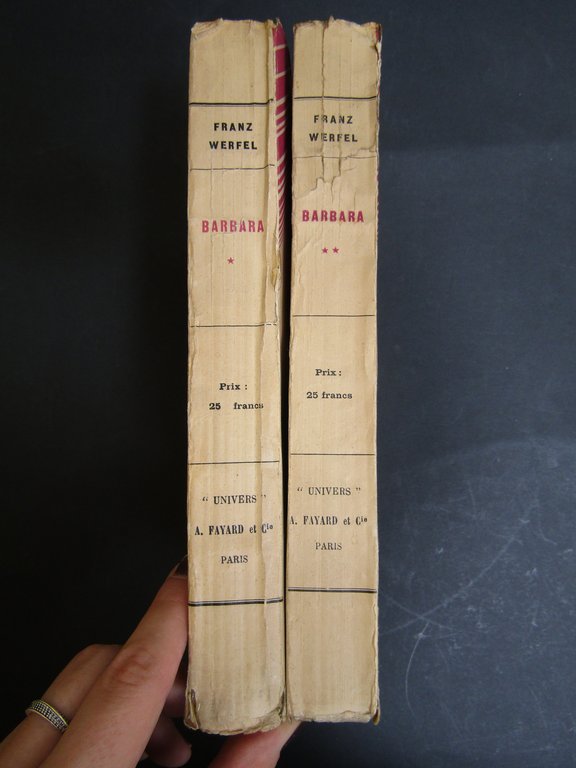 FRANZ
WERFEL
BARBARA
★
Prix :
25 francs
" UNIVERS "
A. FAYARD et Cie
PARIS
FRANZ
WERFEL
BARBARA
★★
Prix :
25 francs
" UNIVERS "
A. FAYARD et Cie
PARIS